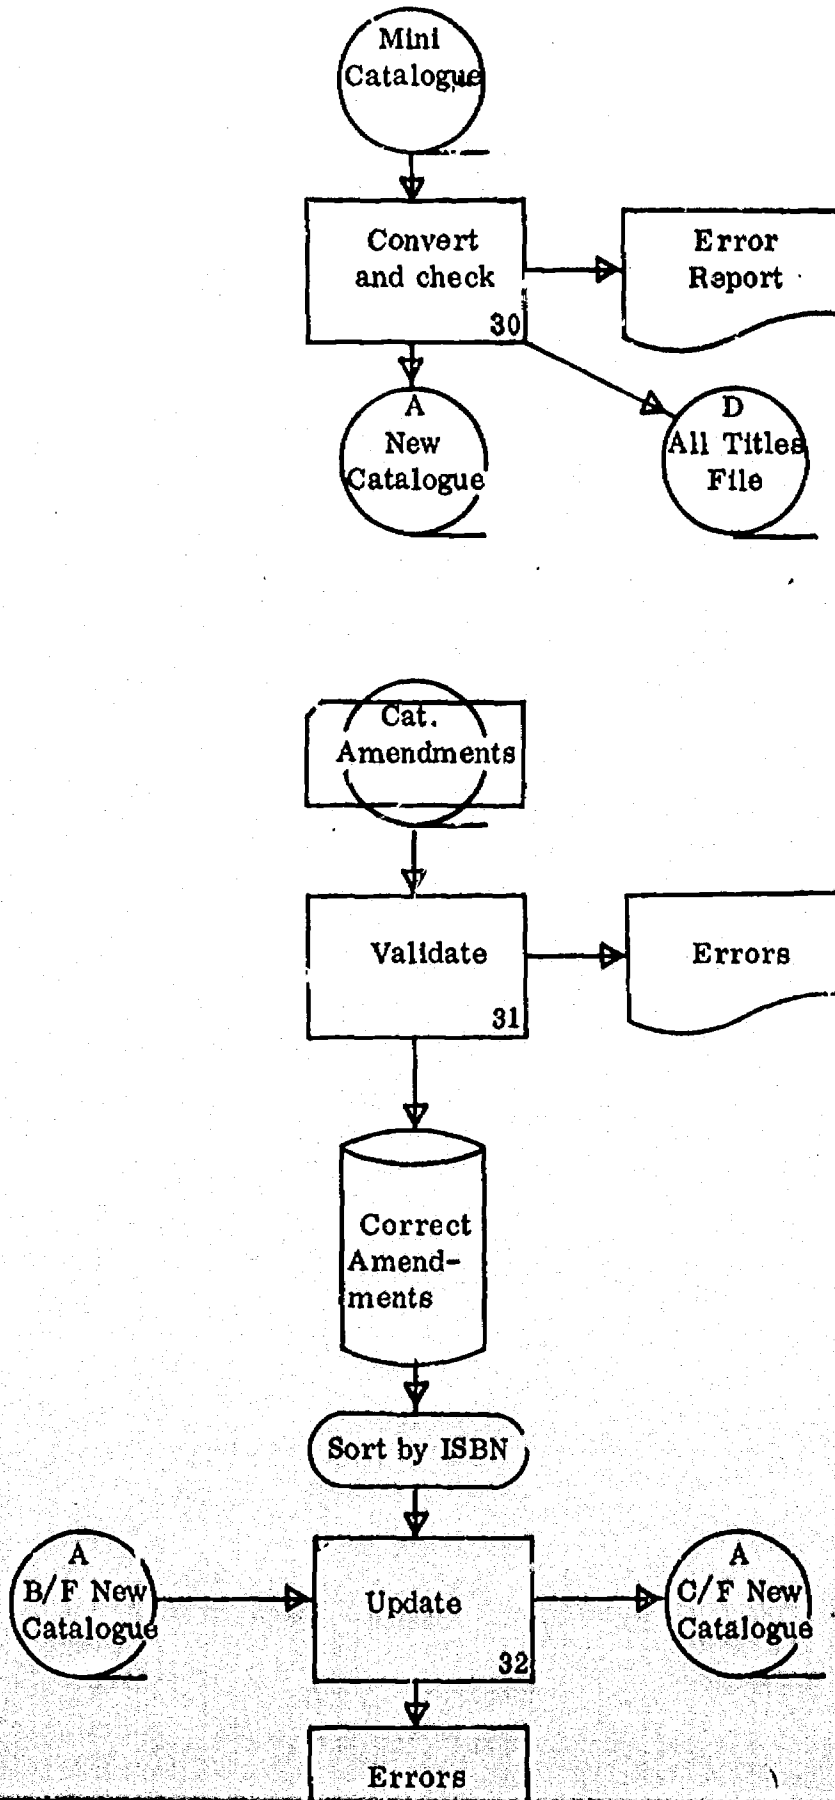 Mini
Catalogue
Convert
and check
30
Error
Report
A
New
Catalogue
D
All Titles
File
Cat.
Amendments
Validate
31
Errors
Correct
Amend-
ments
Sort by ISBN
A
B/F New
Catalogue
Update
32
A
C/F New
Catalogue
Errors